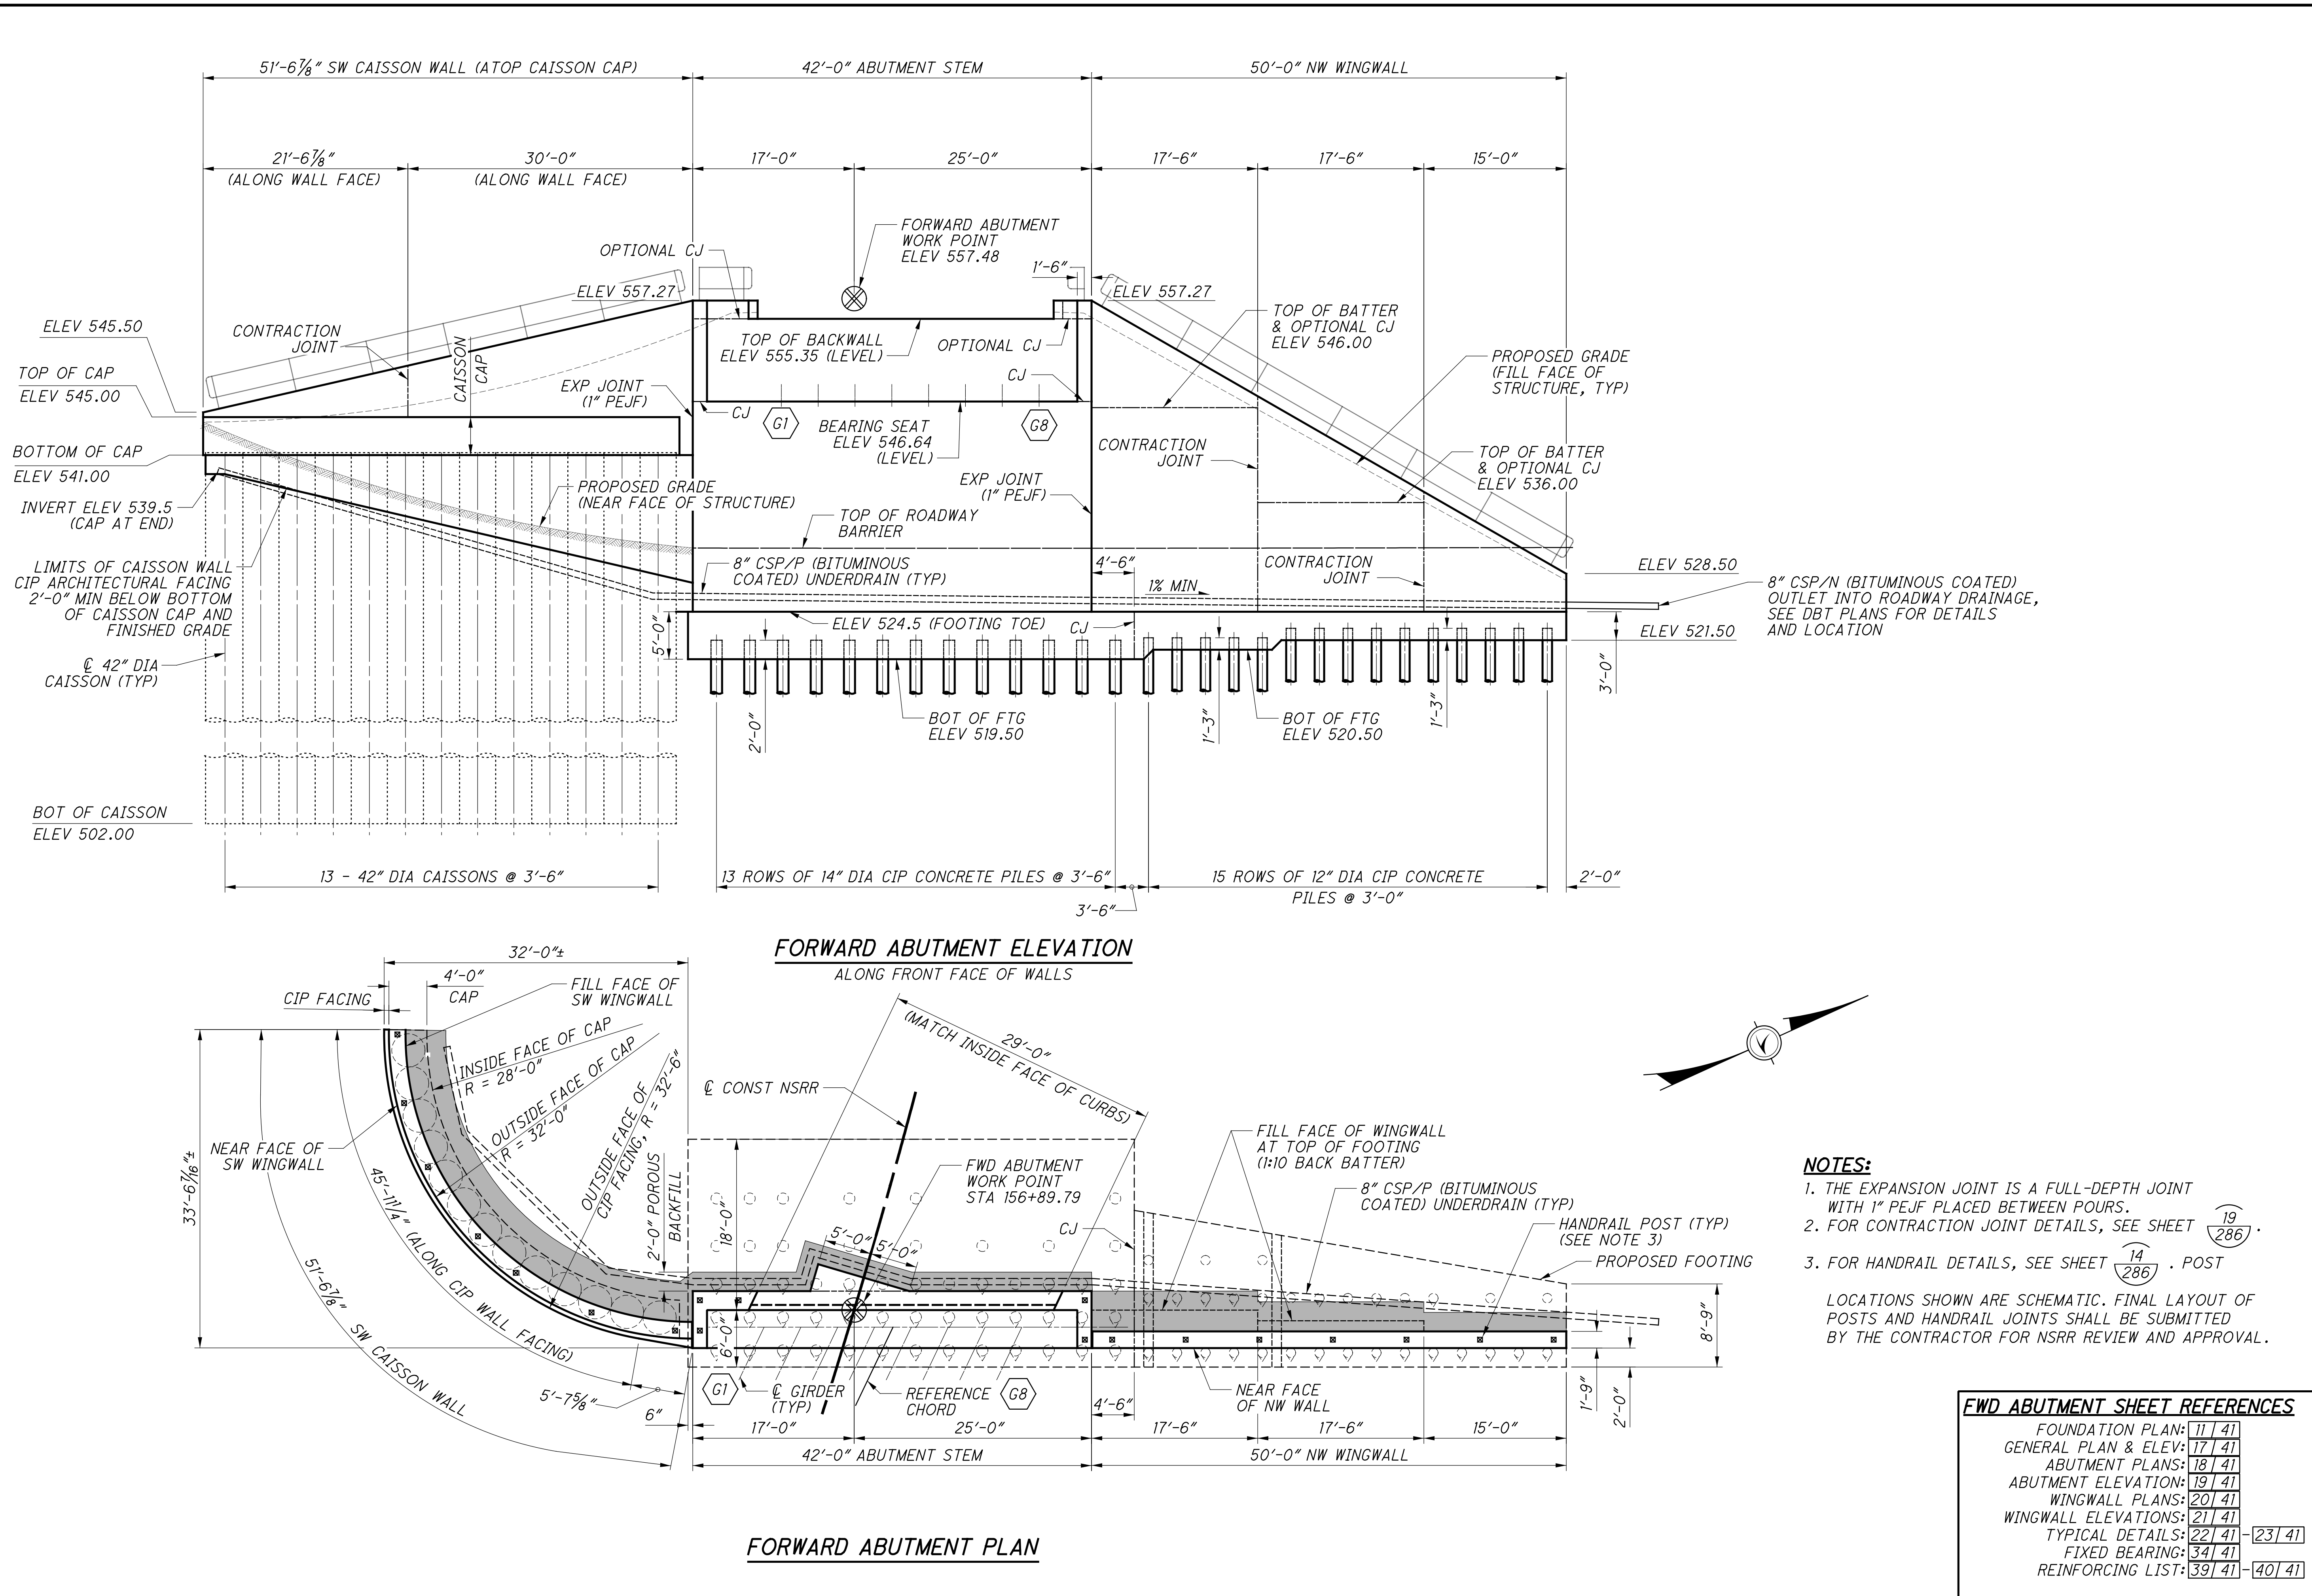 51'-6⅞" SW CAISSON WALL (ATOP CAISSON CAP)
42'-0" ABUTMENT STEM
50'-0" NW WINGWALL
21'-6⅞"
(ALONG WALL FACE)
30'-0"
(ALONG WALL FACE)
17'-0"
25'-0"
17'-6"
17'-6"
15'-0"
FORWARD ABUTMENT
WORK POINT
ELEV 557.48
OPTIONAL CJ
1'-6"
ELEV 557.27
ELEV 557.27
ELEV 545.50
CONTRACTION
JOINT
CAISSON
CAP
TOP OF BACKWALL
ELEV 555.35 (LEVEL)
OPTIONAL CJ
TOP OF BATTER
& OPTIONAL CJ
ELEV 546.00
PROPOSED GRADE
(FILL FACE OF
STRUCTURE, TYP)
TOP OF CAP
ELEV 545.00
EXP JOINT
(1" PEJF)
CJ
CJ
G1
BEARING SEAT
ELEV 546.64
(LEVEL)
G8
CONTRACTION
JOINT
TOP OF BATTER
& OPTIONAL CJ
ELEV 536.00
BOTTOM OF CAP
ELEV 541.00
EXP JOINT
(1" PEJF)
PROPOSED GRADE
(NEAR FACE OF STRUCTURE)
INVERT ELEV 539.5
(CAP AT END)
TOP OF ROADWAY
BARRIER
LIMITS OF CAISSON WALL
CIP ARCHITECTURAL FACING
2'-0" MIN BELOW BOTTOM
OF CAISSON CAP AND
FINISHED GRADE
8" CSP/P (BITUMINOUS
COATED) UNDERDRAIN (TYP)
4'-6"
1% MIN
CONTRACTION
JOINT
ELEV 528.50
8" CSP/N (BITUMINOUS COATED)
OUTLET INTO ROADWAY DRAINAGE,
SEE DBT PLANS FOR DETAILS
AND LOCATION
5'-0"
ELEV 524.5 (FOOTING TOE)
CJ
ELEV 521.50
3'-0"
℄ 42" DIA
CAISSON (TYP)
2'-0"
BOT OF FTG
ELEV 519.50
1'-3"
BOT OF FTG
ELEV 520.50
1'-3"
BOT OF CAISSON
ELEV 502.00
13 - 42" DIA CAISSONS @ 3'-6"
13 ROWS OF 14" DIA CIP CONCRETE PILES @ 3'-6"
3'-6"
15 ROWS OF 12" DIA CIP CONCRETE
PILES @ 3'-0"
2'-0"
FORWARD ABUTMENT ELEVATION
ALONG FRONT FACE OF WALLS
32'-0"±
4'-0"
CAP
CIP FACING
FILL FACE OF
SW WINGWALL
INSIDE FACE OF CAP
R = 28'-0"
OUTSIDE FACE OF CAP
R = 32'-0"
OUTSIDE FACE OF
CIP FACING, R = 32'-6"
NEAR FACE OF
SW WINGWALL
33'-6 7/16"±
45'-11¼" (ALONG CIP WALL FACING)
51'-6⅞" SW CAISSON WALL
5'-7⅝"
6"
2'-0" POROUS
BACKFILL
18'-0"
6'-0"
℄ CONST NSRR
29'-0"
(MATCH INSIDE FACE OF CURBS)
FWD ABUTMENT
WORK POINT
STA 156+89.79
5'-0"
5'-0"
CJ
FILL FACE OF WINGWALL
AT TOP OF FOOTING
(1:10 BACK BATTER)
8" CSP/P (BITUMINOUS
COATED) UNDERDRAIN (TYP)
HANDRAIL POST (TYP)
(SEE NOTE 3)
PROPOSED FOOTING
8'-9"
1'-9"
2'-0"
G1
℄ GIRDER
(TYP)
REFERENCE
CHORD
G8
4'-6"
NEAR FACE
OF NW WALL
17'-0"
25'-0"
17'-6"
17'-6"
15'-0"
42'-0" ABUTMENT STEM
50'-0" NW WINGWALL
FORWARD ABUTMENT PLAN
NOTES:
1. THE EXPANSION JOINT IS A FULL-DEPTH JOINT
WITH 1" PEJF PLACED BETWEEN POURS.
2. FOR CONTRACTION JOINT DETAILS, SEE SHEET 19/286.
3. FOR HANDRAIL DETAILS, SEE SHEET 14/286. POST
LOCATIONS SHOWN ARE SCHEMATIC. FINAL LAYOUT OF
POSTS AND HANDRAIL JOINTS SHALL BE SUBMITTED
BY THE CONTRACTOR FOR NSRR REVIEW AND APPROVAL.
FWD ABUTMENT SHEET REFERENCES
FOUNDATION PLAN: 11/41
GENERAL PLAN & ELEV: 17/41
ABUTMENT PLANS: 18/41
ABUTMENT ELEVATION: 19/41
WINGWALL PLANS: 20/41
WINGWALL ELEVATIONS: 21/41
TYPICAL DETAILS: 22/41-23/41
FIXED BEARING: 34/41
REINFORCING LIST: 39/41-40/41